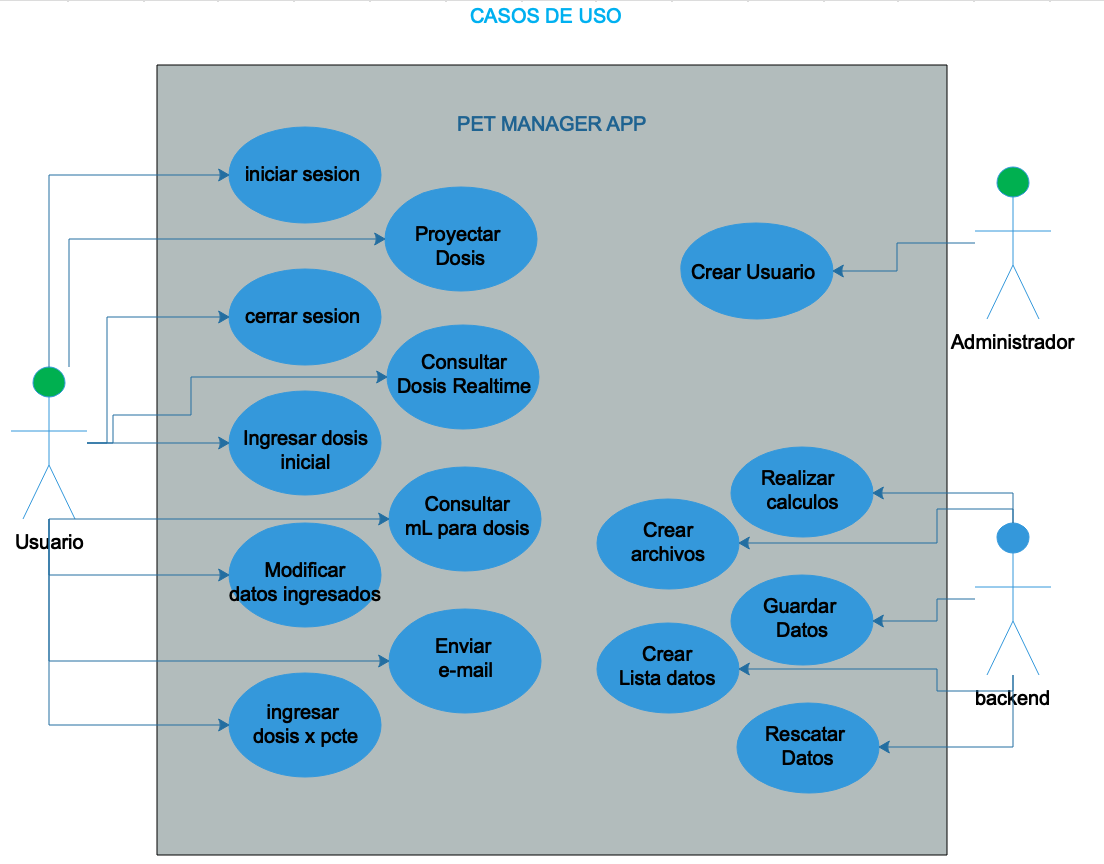 CASOS DE USO
PET MANAGER APP
iniciar sesion
Proyectar
Dosis
Crear Usuario
cerrar sesion
Administrador
Consultar
Dosis Realtime
Ingresar dosis
inicial
Realizar
calculos
Consultar
mL para dosis
Crear
archivos
Usuario
Modificar
datos ingresados
Guardar
Datos
Enviar
e-mail
Crear
Lista datos
backend
ingresar
dosis x pcte
Rescatar
Datos